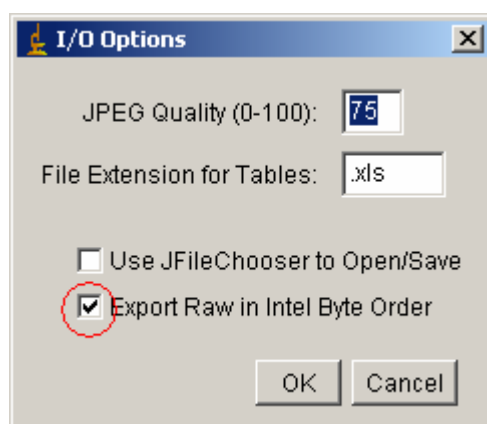 I/O Options
JPEG Quality (0-100): 75
File Extension for Tables: .xls
Use JFileChooser to Open/Save
Export Raw in Intel Byte Order
OK Cancel